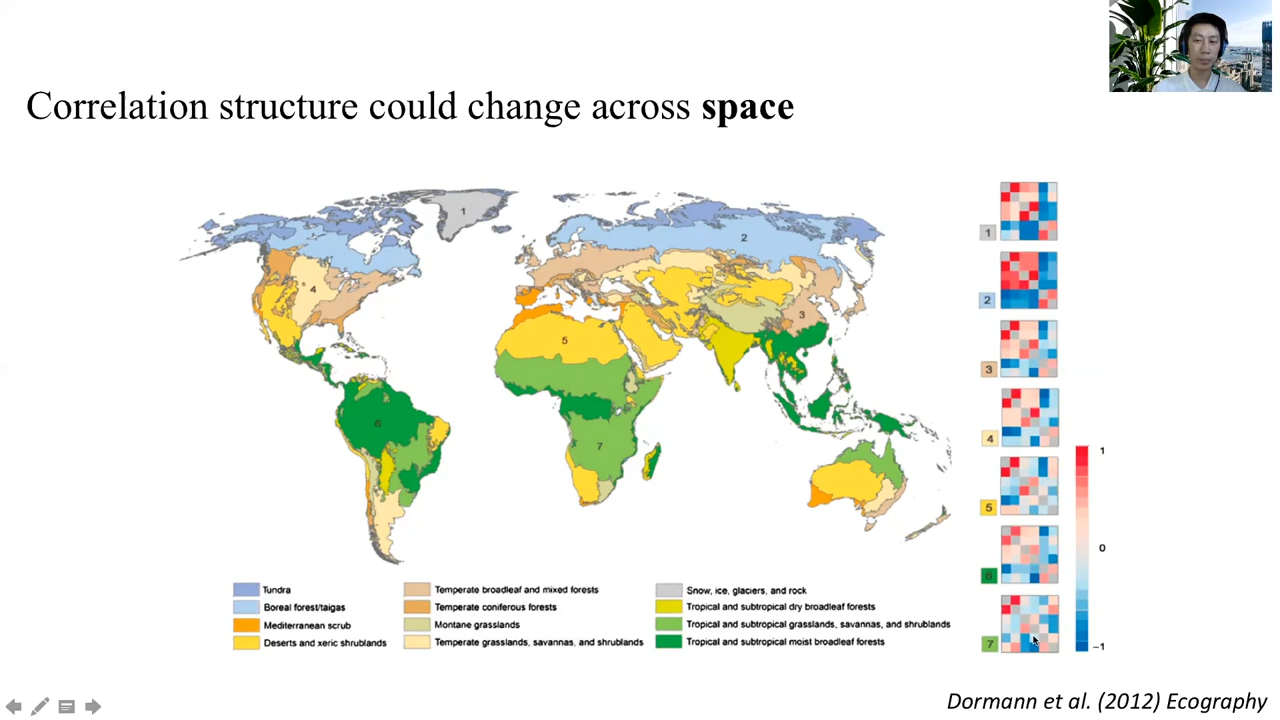 Correlation structure could change across space
1
2
3
4
5
6
7
1
2
3
4
5
6
7
1
0
−1
Tundra
Boreal forest/taigas
Mediterranean scrub
Deserts and xeric shrublands
Temperate broadleaf and mixed forests
Temperate coniferous forests
Montane grasslands
Temperate grasslands, savannas, and shrublands
Snow, ice, glaciers, and rock
Tropical and subtropical dry broadleaf forests
Tropical and subtropical grasslands, savannas, and shrublands
Tropical and subtropical moist broadleaf forests
Dormann et al. (2012) Ecography